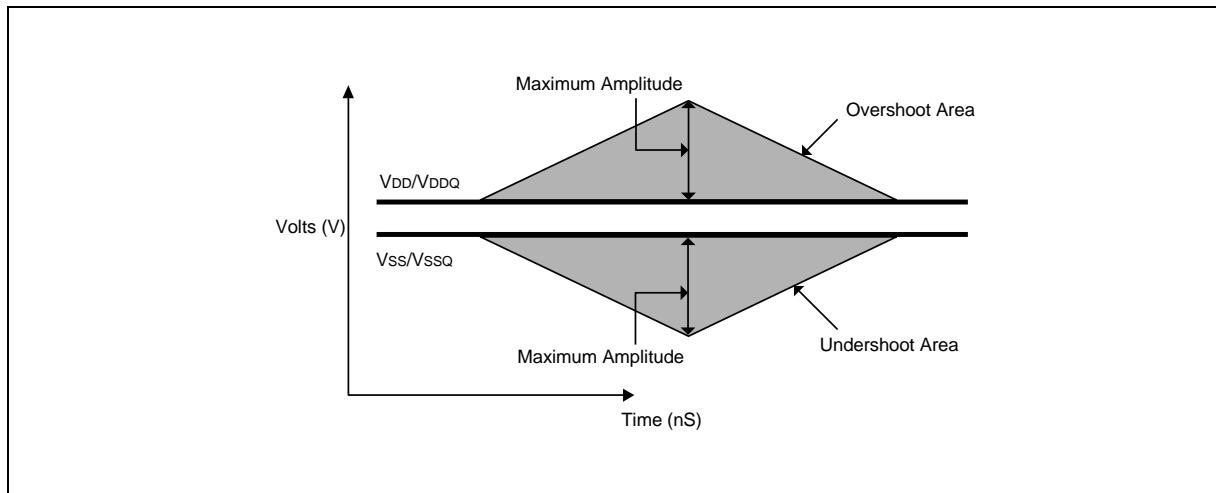 Maximum Amplitude
Overshoot Area
VDD/VDDQ
Volts (V)
VSS/VSSQ
Maximum Amplitude
Undershoot Area
Time (nS)